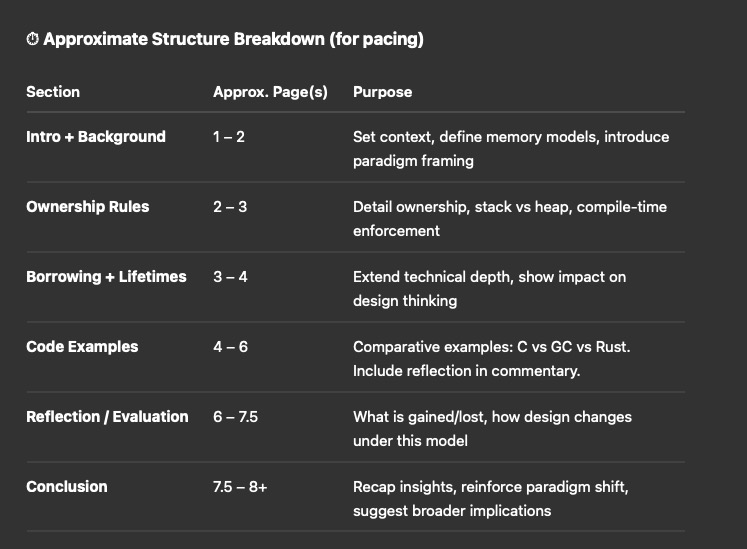 ⏱ Approximate Structure Breakdown (for pacing)
Section Approx. Page(s) Purpose
Intro + Background 1 – 2 Set context, define memory models, introduce
paradigm framing
Ownership Rules 2 – 3 Detail ownership, stack vs heap, compile-time
enforcement
Borrowing + Lifetimes 3 – 4 Extend technical depth, show impact on
design thinking
Code Examples 4 – 6 Comparative examples: C vs GC vs Rust.
Include reflection in commentary.
Reflection / Evaluation 6 – 7.5 What is gained/lost, how design changes
under this model
Conclusion 7.5 – 8+ Recap insights, reinforce paradigm shift,
suggest broader implications